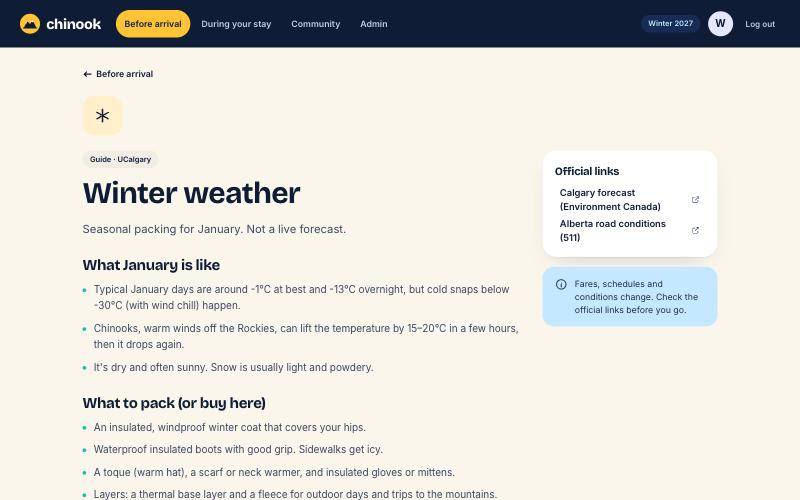 chinook
Before arrival
During your stay
Community
Admin
Winter 2027
W
Log out
Before arrival
Guide · UCalgary
Winter weather
Seasonal packing for January. Not a live forecast.
What January is like
Typical January days are around -1°C at best and -13°C overnight, but cold snaps below
-30°C (with wind chill) happen.
Chinooks, warm winds off the Rockies, can lift the temperature by 15–20°C in a few hours,
then it drops again.
It's dry and often sunny. Snow is usually light and powdery.
What to pack (or buy here)
An insulated, windproof winter coat that covers your hips.
Waterproof insulated boots with good grip. Sidewalks get icy.
A toque (warm hat), a scarf or neck warmer, and insulated gloves or mittens.
Layers: a thermal base layer and a fleece for outdoor days and trips to the mountains.
Official links
Calgary forecast
(Environment Canada)
Alberta road conditions
(511)
Fares, schedules and
conditions change. Check the
official links before you go.